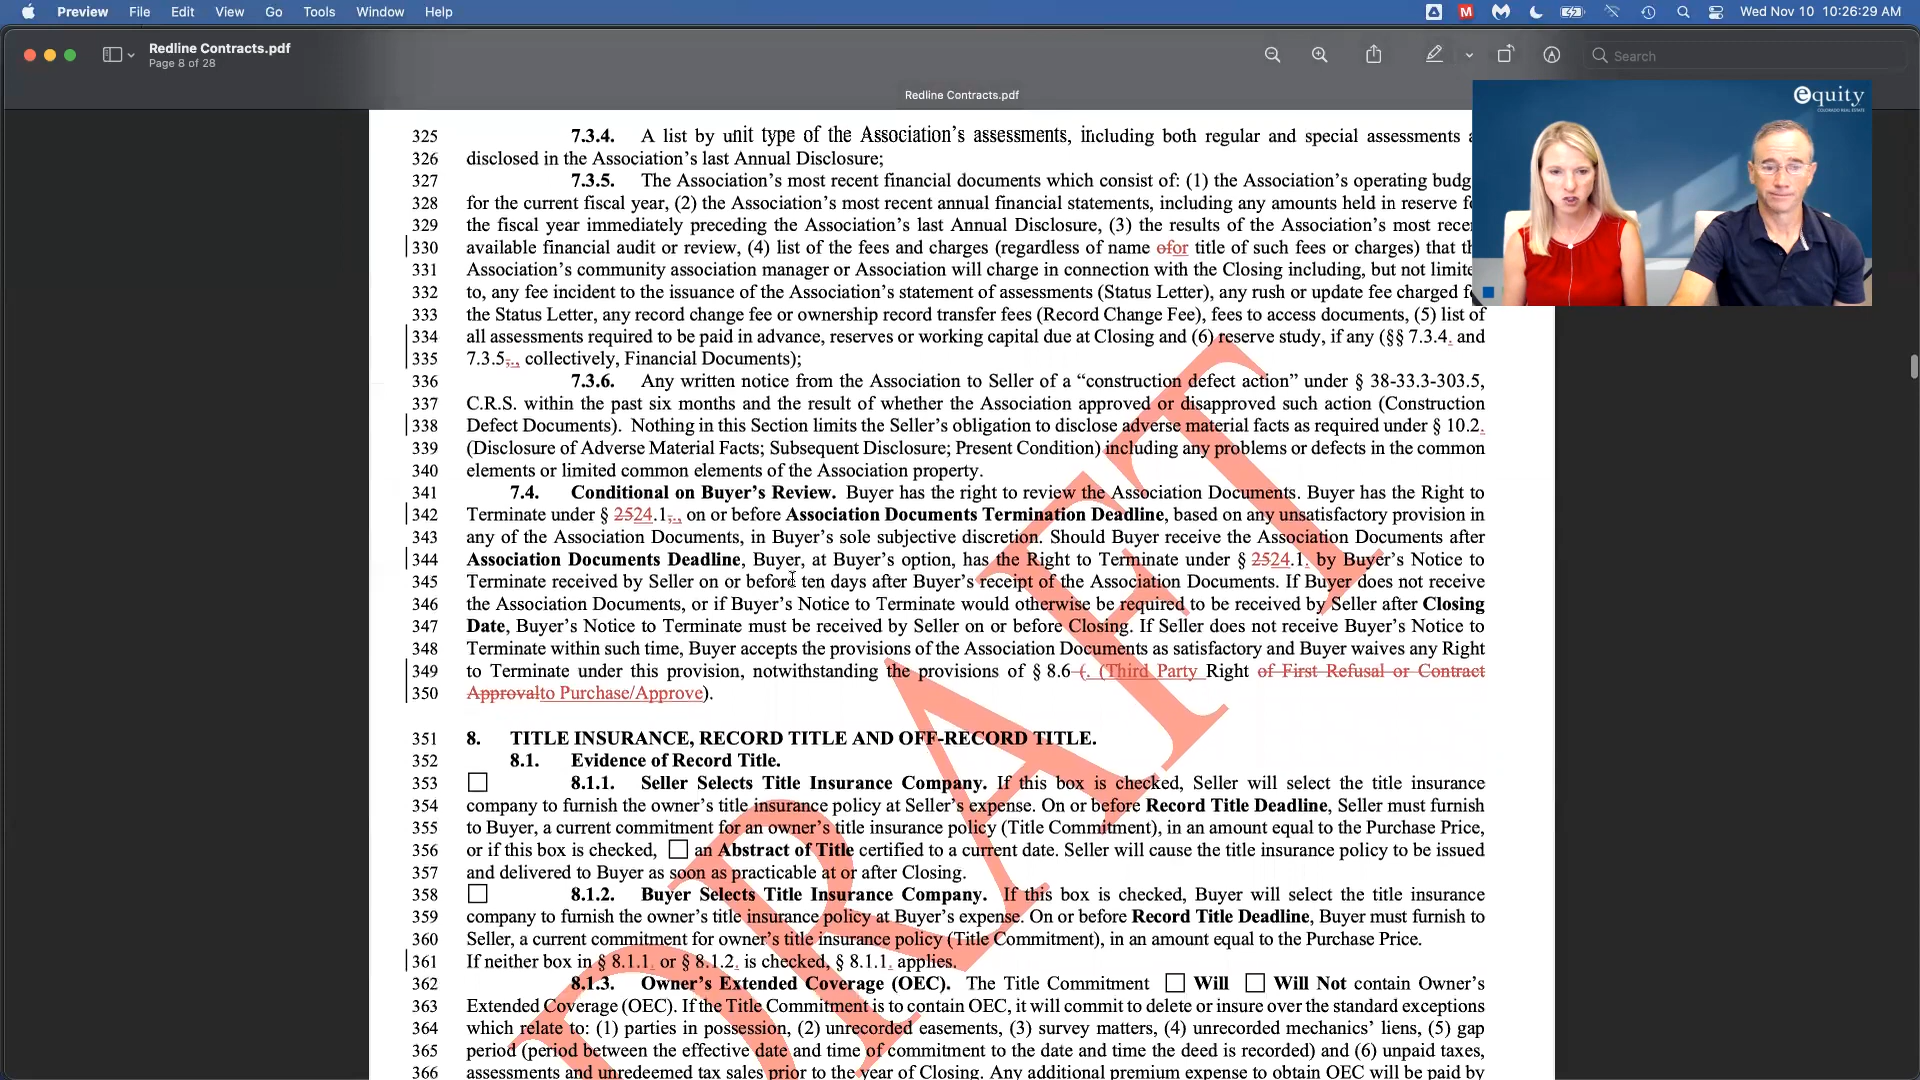 Preview File Edit View Go Tools Window Help
Wed Nov 10 10:26:29 AM
Redline Contracts.pdf
Page 8 of 28
Search
Redline Contracts.pdf
equity
325 7.3.4. A list by unit type of the Association's assessments, including both regular and special assessments
326 disclosed in the Association's last Annual Disclosure;
327 7.3.5. The Association's most recent financial documents which consist of: (1) the Association's operating budg
328 for the current fiscal year, (2) the Association's most recent annual financial statements, including any amounts held in reserve f
329 the fiscal year immediately preceding the Association's last Annual Disclosure, (3) the results of the Association's most rece
330 available financial audit or review, (4) list of the fees and charges (regardless of name ofor title of such fees or charges) that th
331 Association's community association manager or Association will charge in connection with the Closing including, but not limite
332 to, any fee incident to the issuance of the Association's statement of assessments (Status Letter), any rush or update fee charged f
333 the Status Letter, any record change fee or ownership record transfer fees (Record Change Fee), fees to access documents, (5) list of
334 all assessments required to be paid in advance, reserves or working capital due at Closing and (6) reserve study, if any (§§ 7.3.4. and
335 7.3.5,., collectively, Financial Documents);
336 7.3.6. Any written notice from the Association to Seller of a “construction defect action” under § 38-33.3-303.5,
337 C.R.S. within the past six months and the result of whether the Association approved or disapproved such action (Construction
338 Defect Documents). Nothing in this Section limits the Seller's obligation to disclose adverse material facts as required under § 10.2.
339 (Disclosure of Adverse Material Facts; Subsequent Disclosure; Present Condition) including any problems or defects in the common
340 elements or limited common elements of the Association property.
341 7.4. Conditional on Buyer's Review. Buyer has the right to review the Association Documents. Buyer has the Right to
342 Terminate under § 2524.1,., on or before Association Documents Termination Deadline, based on any unsatisfactory provision in
343 any of the Association Documents, in Buyer's sole subjective discretion. Should Buyer receive the Association Documents after
344 Association Documents Deadline, Buyer, at Buyer's option, has the Right to Terminate under § 2524.1. by Buyer's Notice to
345 Terminate received by Seller on or before ten days after Buyer's receipt of the Association Documents. If Buyer does not receive
346 the Association Documents, or if Buyer's Notice to Terminate would otherwise be required to be received by Seller after Closing
347 Date, Buyer's Notice to Terminate must be received by Seller on or before Closing. If Seller does not receive Buyer's Notice to
348 Terminate within such time, Buyer accepts the provisions of the Association Documents as satisfactory and Buyer waives any Right
349 to Terminate under this provision, notwithstanding the provisions of § 8.6 (. (Third Party Right of First Refusal or Contract
350 Approvalto Purchase/Approve).
351 8. TITLE INSURANCE, RECORD TITLE AND OFF-RECORD TITLE.
352 8.1. Evidence of Record Title.
353 8.1.1. Seller Selects Title Insurance Company. If this box is checked, Seller will select the title insurance
354 company to furnish the owner's title insurance policy at Seller's expense. On or before Record Title Deadline, Seller must furnish
355 to Buyer, a current commitment for an owner's title insurance policy (Title Commitment), in an amount equal to the Purchase Price,
356 or if this box is checked, an Abstract of Title certified to a current date. Seller will cause the title insurance policy to be issued
357 and delivered to Buyer as soon as practicable at or after Closing.
358 8.1.2. Buyer Selects Title Insurance Company. If this box is checked, Buyer will select the title insurance
359 company to furnish the owner's title insurance policy at Buyer's expense. On or before Record Title Deadline, Buyer must furnish to
360 Seller, a current commitment for owner's title insurance policy (Title Commitment), in an amount equal to the Purchase Price.
361 If neither box in § 8.1.1. or § 8.1.2. is checked, § 8.1.1. applies.
362 8.1.3. Owner's Extended Coverage (OEC). The Title Commitment Will Will Not contain Owner's
363 Extended Coverage (OEC). If the Title Commitment is to contain OEC, it will commit to delete or insure over the standard exceptions
364 which relate to: (1) parties in possession, (2) unrecorded easements, (3) survey matters, (4) unrecorded mechanics' liens, (5) gap
365 period (period between the effective date and time of commitment to the date and time the deed is recorded) and (6) unpaid taxes,
366 assessments and unredeemed tax sales prior to the year of Closing. Any additional premium expense to obtain OEC will be paid by
DRAFT